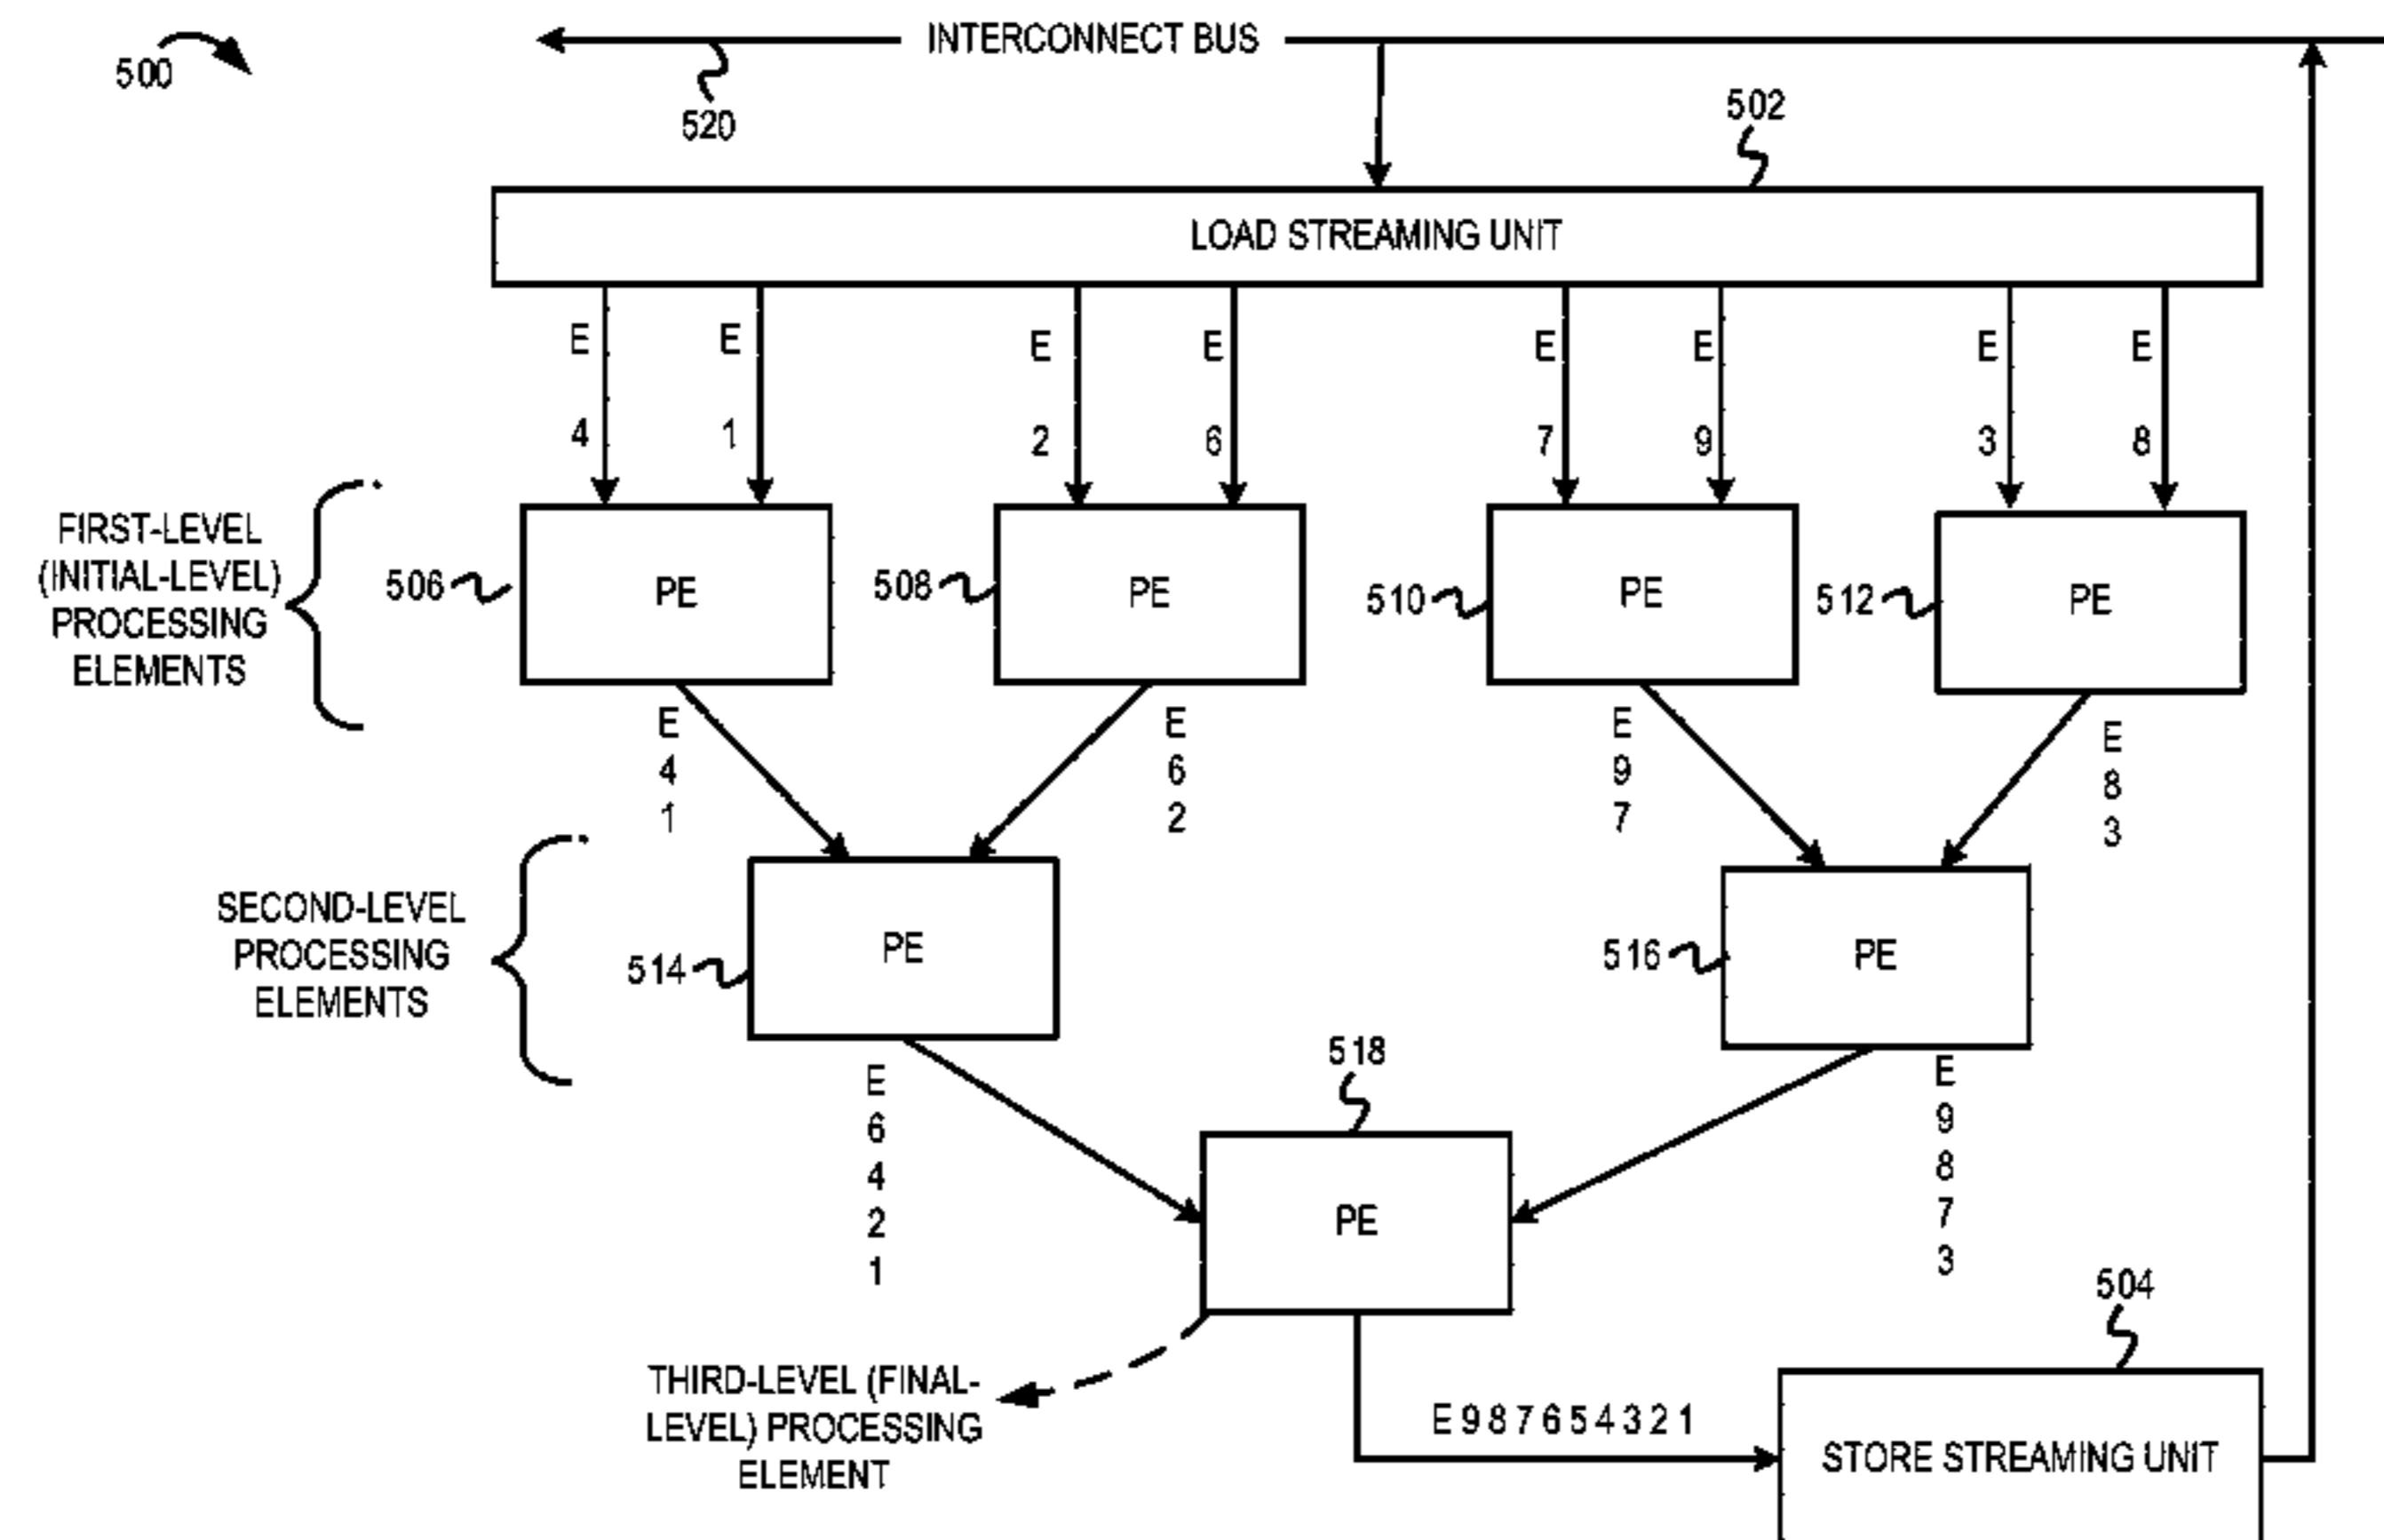 INTERCONNECT BUS
500
520
502
LOAD STREAMING UNIT
E E E E E E E E
4 1 2 6 7 9 3 8
FIRST-LEVEL
(INITIAL-LEVEL)
PROCESSING
ELEMENTS
506 PE 508 PE 510 PE 512 PE
E E E E
4 6 9 8
1 2 7 3
SECOND-LEVEL
PROCESSING
ELEMENTS
514 PE 516 PE
E
6
4
2
1
E
9
8
7
3
518
PE
504
THIRD-LEVEL (FINAL-
LEVEL) PROCESSING
ELEMENT
E 9 8 7 6 5 4 3 2 1
STORE STREAMING UNIT